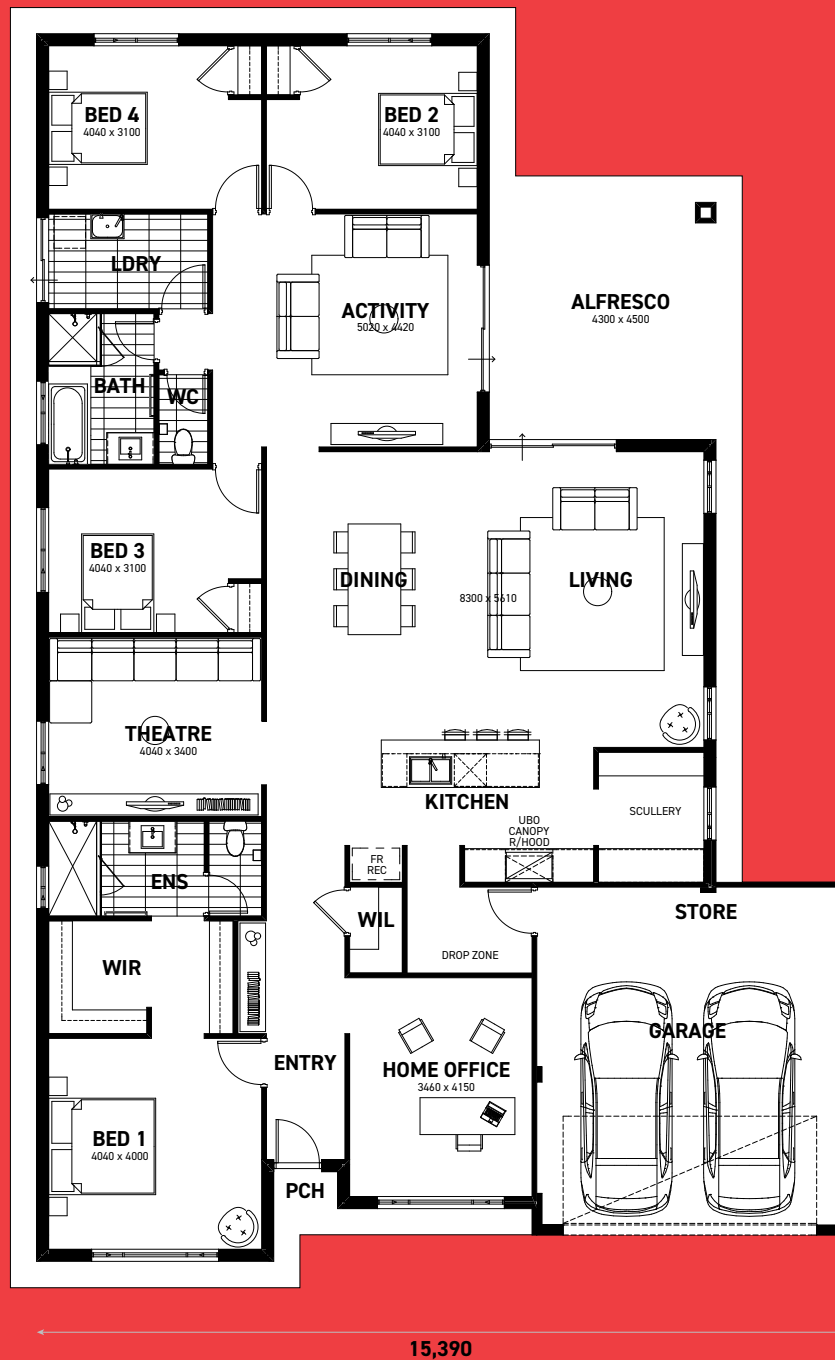 BED 4
4040 x 3100
BED 2
4040 x 3100
LDRY
ACTIVITY
5020 x 4420
ALFRESCO
4300 x 4500
BATH
WC
BED 3
4040 x 3100
DINING
LIVING
8300 x 5610
THEATRE
4040 x 3400
KITCHEN
SCULLERY
UBO
CANOPY
R/HOOD
FR
REC
ENS
WIL
STORE
DROP ZONE
WIR
GARAGE
ENTRY
HOME OFFICE
3460 x 4150
BED 1
4040 x 4000
PCH
15,390